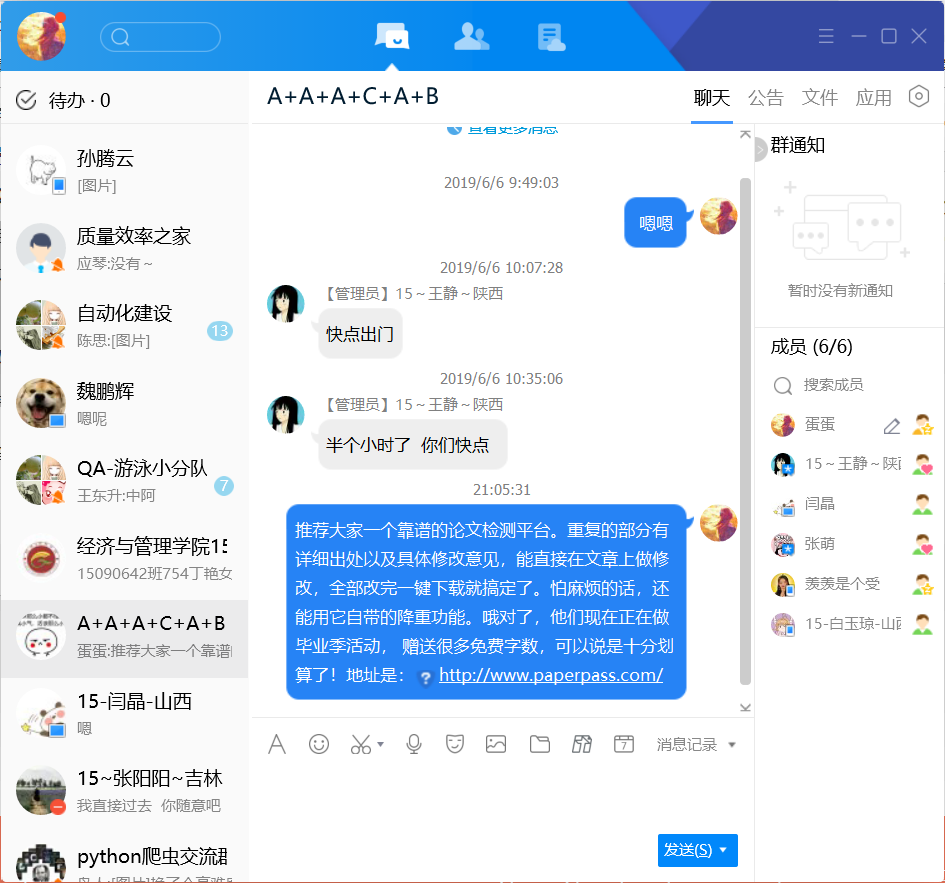 待办 · 0
孙腾云
[图片]
质量效率之家
应琴:没有～
自动化建设
陈思:[图片]
13
魏鹏辉
嗯呢
QA-游泳小分队
王东升:中阿
7
经济与管理学院15
15090642班754丁艳女
A+A+A+C+A+B
蛋蛋:推荐大家一个靠谱
15-闫晶-山西
嗯
15~张阳阳~吉林
我直接过去 你随意吧
python爬虫交流群
A+A+A+C+A+B
聊天
公告
文件
应用
查看更多消息
2019/6/6 9:49:03
嗯嗯
2019/6/6 10:07:28
【管理员】15～王静～陕西
快点出门
2019/6/6 10:35:06
【管理员】15～王静～陕西
半个小时了 你们快点
21:05:31
推荐大家一个靠谱的论文检测平台。重复的部分有
详细出处以及具体修改意见，能直接在文章上做修
改，全部改完一键下载就搞定了。怕麻烦的话，还
能用它自带的降重功能。哦对了，他们现在正在做
毕业季活动， 赠送很多免费字数，可以说是十分划
算了！地址是： http://www.paperpass.com/
7
消息记录
发送(S)
群通知
暂时没有新通知
成员 (6/6)
搜索成员
蛋蛋
15～王静～陕西
闫晶
张萌
羡羡是个受
15-白玉琼-山西